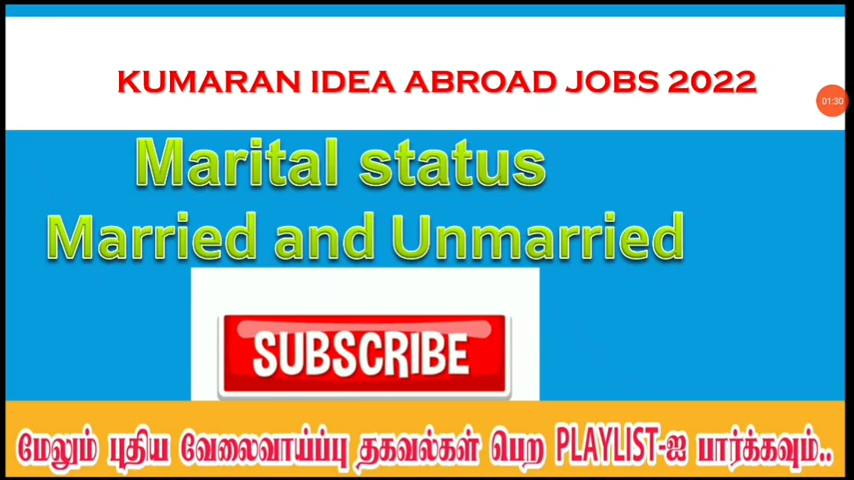 KUMARAN IDEA ABROAD JOBS 2022
01:30
Marital status
Married and Unmarried
SUBSCRIBE
மேலும் புதிய வேலைவாய்ப்பு தகவல்கள் பெற PLAYLIST-ஐ பார்க்கவும்..